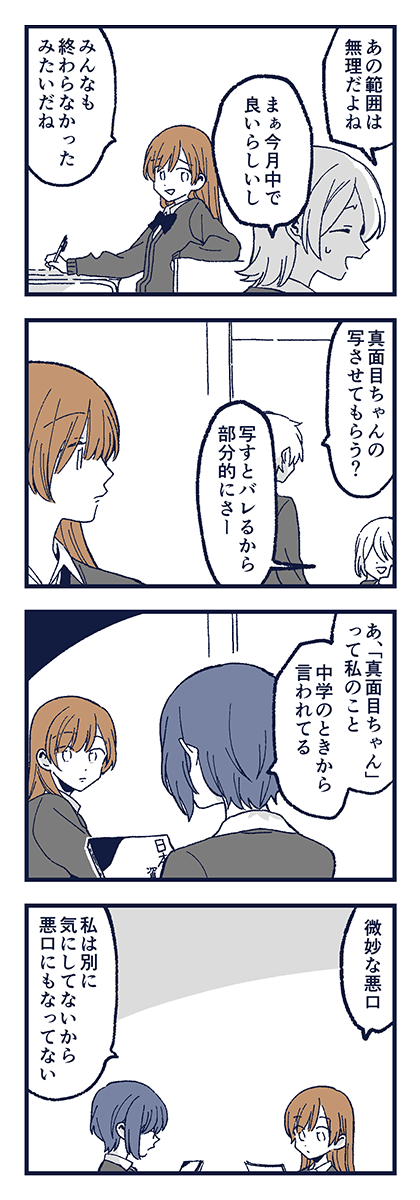 あの範囲は
無理だよね
まぁ今月中で
良いらしいし
みんなも
終わらなかった
みたいだね
真面目ちゃんの
写させてもらう？
写すとバレるから
部分的にさー
あ、「真面目ちゃん」
って私のこと
中学のときから
言われてる
日本
微妙な悪口
私は別に
気にしてないから
悪口にもなってない